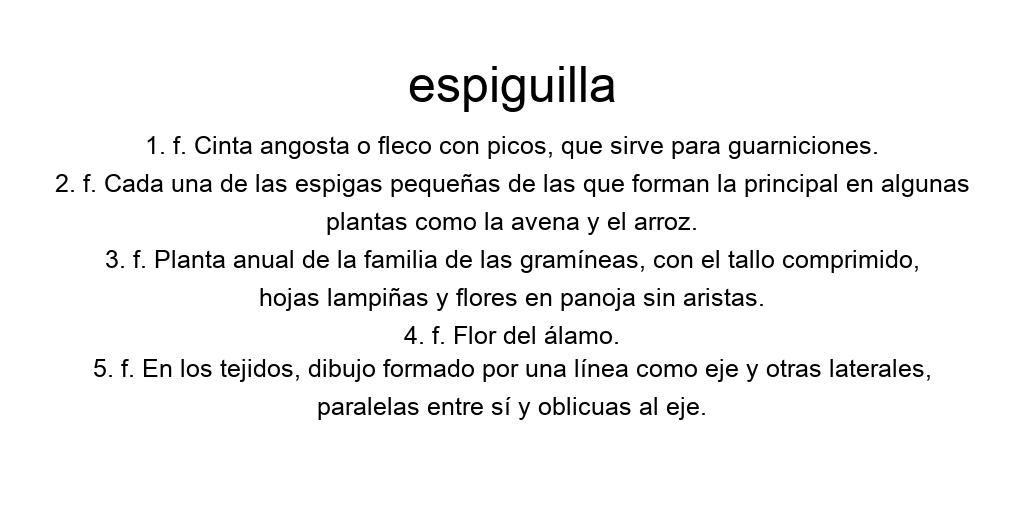 espiguilla
1. f. Cinta angosta o fleco con picos, que sirve para guarniciones.
2. f. Cada una de las espigas pequeñas de las que forman la principal en algunas
plantas como la avena y el arroz.
3. f. Planta anual de la familia de las gramíneas, con el tallo comprimido,
hojas lampiñas y flores en panoja sin aristas.
4. f. Flor del álamo.
5. f. En los tejidos, dibujo formado por una línea como eje y otras laterales,
paralelas entre sí y oblicuas al eje.